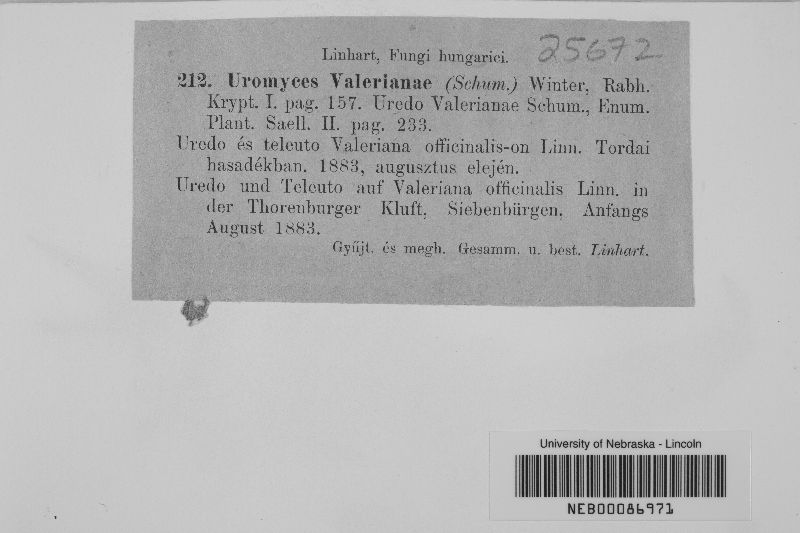 Linhart, Fungi hungarici. 25672
212. Uromyces Valerianae (Schum.) Winter, Rabh.
Krypt. I. pag. 157. Uredo Valerianae Schum., Enum.
Plant. Saell. II. pag. 233.
Uredo és teleuto Valeriana officinalis-on Linn. Tordai
hasadékban. 1883, augusztus elején.
Uredo und Teleuto auf Valeriana officinalis Linn. in
der Thorenburger Kluft, Siebenbürgen, Anfangs
August 1883.
Gyűjt. és megh. Gesamm. u. best. Linhart.
University of Nebraska - Lincoln
NEB00086971